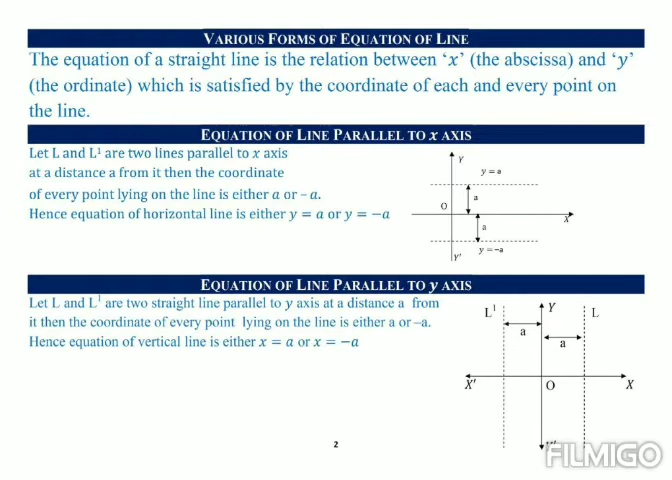 VARIOUS FORMS OF EQUATION OF LINE
The equation of a straight line is the relation between ‘x’ (the abscissa) and ‘y’
(the ordinate) which is satisfied by the coordinate of each and every point on
the line.
EQUATION OF LINE PARALLEL TO x AXIS
Let L and L¹ are two lines parallel to x axis
at a distance a from it then the coordinate
of every point lying on the line is either a or – a.
Hence equation of horizontal line is either y = a or y = −a
Y
y = a
a
O
X
a
y = −a
Y'
EQUATION OF LINE PARALLEL TO y AXIS
Let L and L¹ are two straight line parallel to y axis at a distance a from
it then the coordinate of every point lying on the line is either a or –a.
Hence equation of vertical line is either x = a or x = −a
L¹
Y
L
a
a
X'
O
X
2
FILMIGO